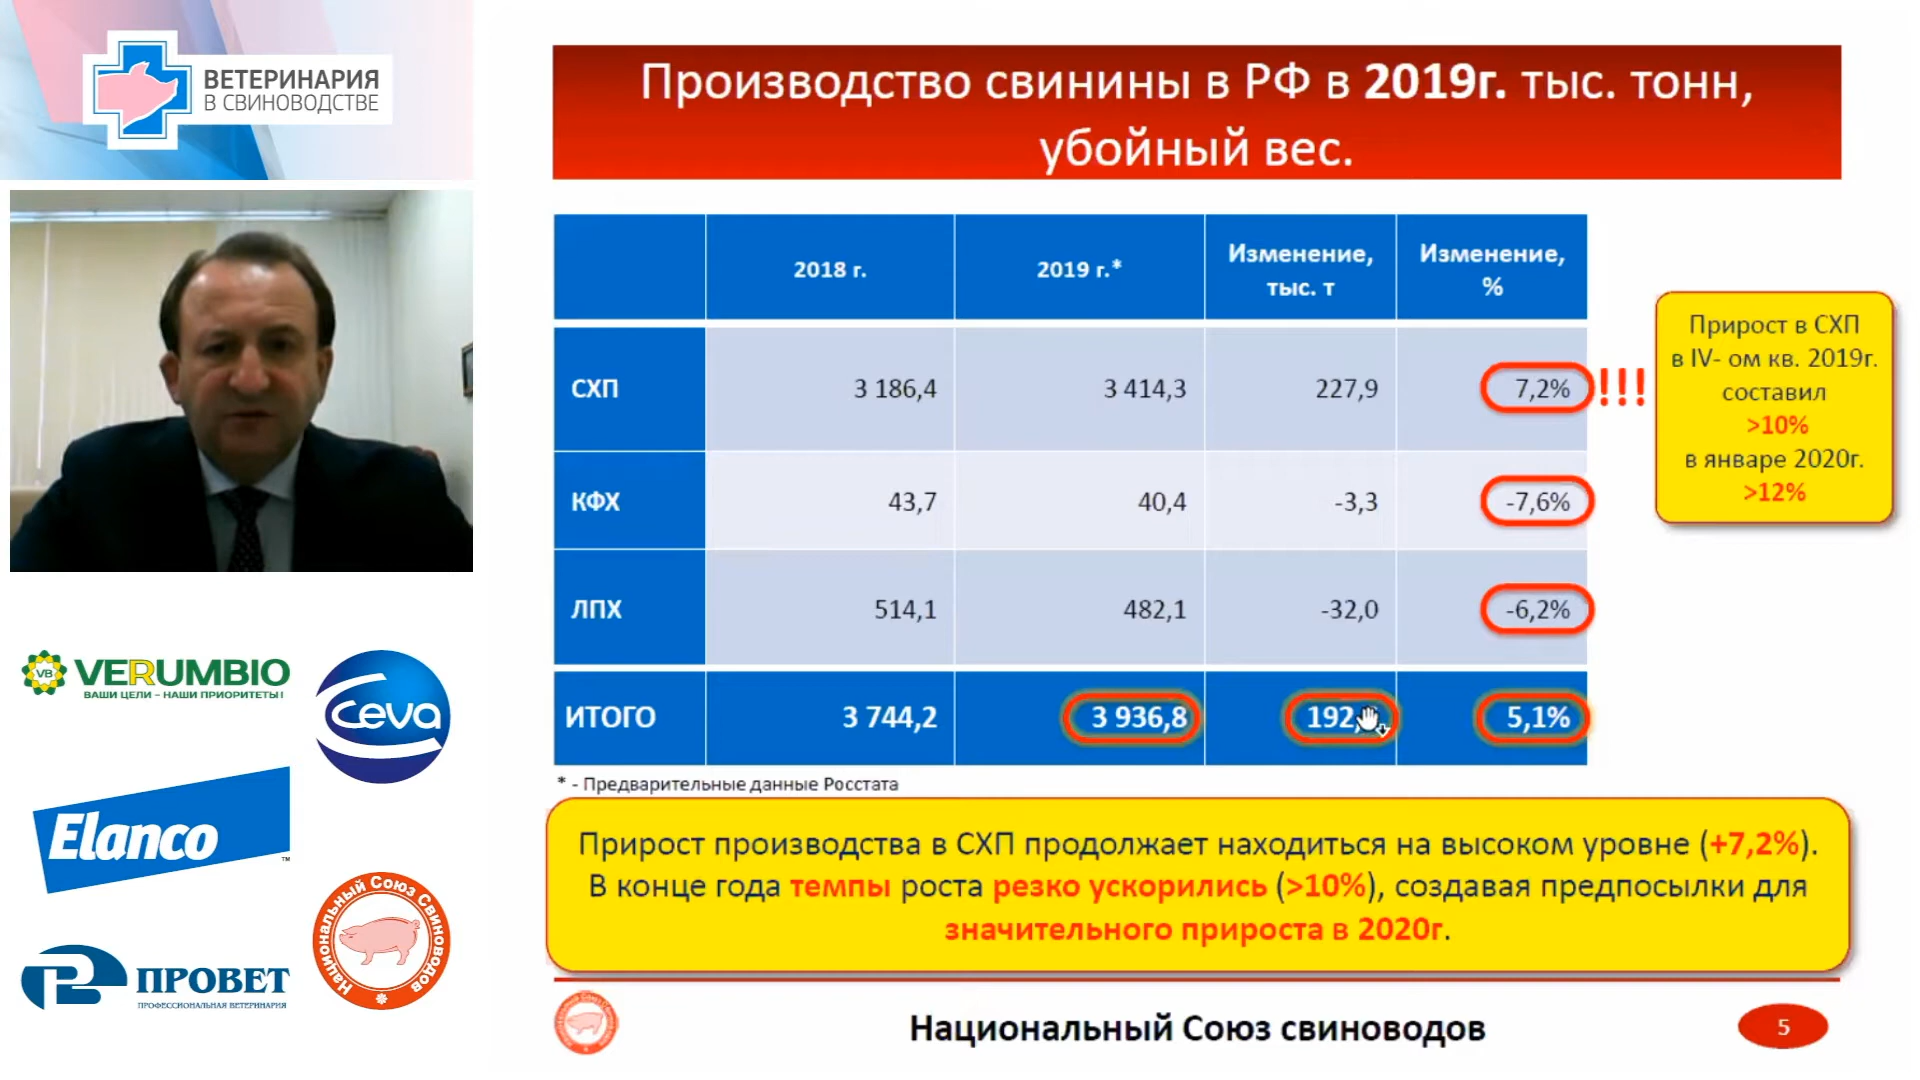 ВЕТЕРИНАРИЯ
В СВИНОВОДСТВЕ
Производство свинины в РФ в 2019г. тыс. тонн,
убойный вес.
2018 г. 2019 г.* Изменение, тыс. т Изменение, %
СХП 3 186,4 3 414,3 227,9 7,2% !!!
КФХ 43,7 40,4 -3,3 -7,6%
ЛПХ 514,1 482,1 -32,0 -6,2%
ИТОГО 3 744,2 3 936,8 192, 5,1%
Прирост в СХП
в IV- ом кв. 2019г.
составил
>10%
в январе 2020г.
>12%
* - Предварительные данные Росстата
Прирост производства в СХП продолжает находиться на высоком уровне (+7,2%).
В конце года темпы роста резко ускорились (>10%), создавая предпосылки для
значительного прироста в 2020г.
Национальный Союз свиноводов
5
VB
VERUMBIO
ВАШИ ЦЕЛИ – НАШИ ПРИОРИТЕТЫ!
Ceva
Elanco
™
Национальный Союз Свиноводов
ПРОВЕТ
ПРОФЕССИОНАЛЬНАЯ ВЕТЕРИНАРИЯ